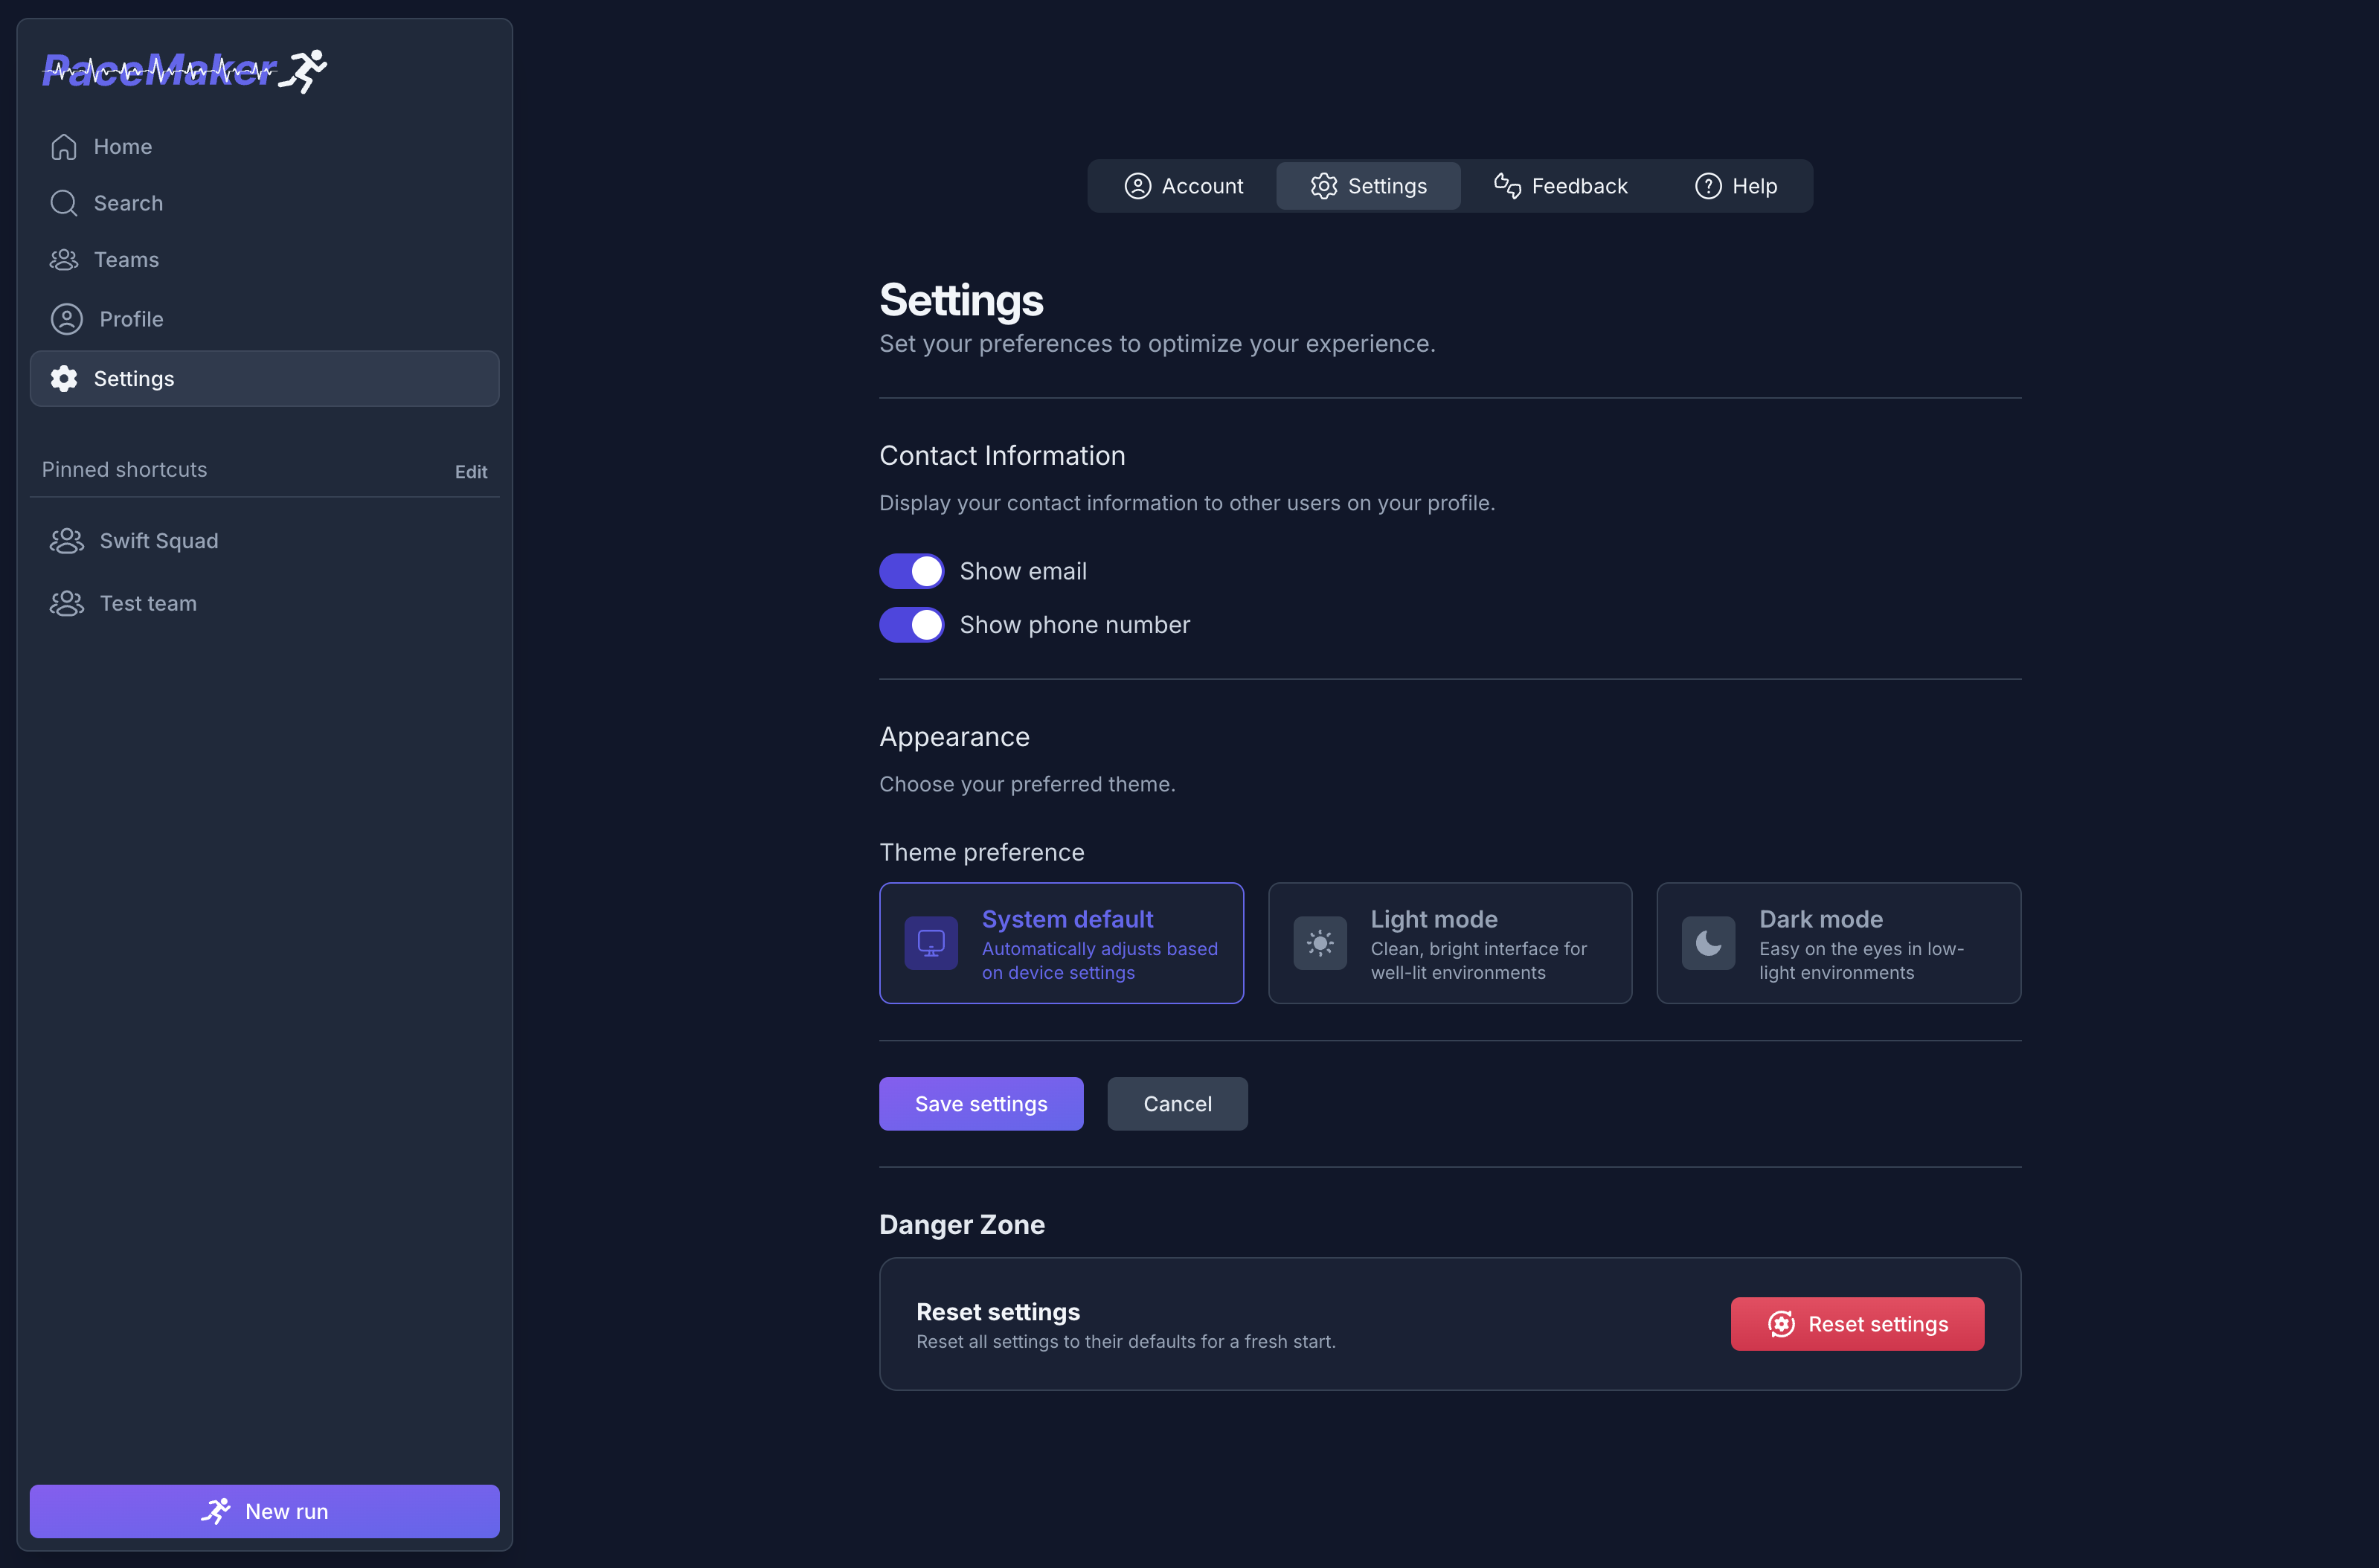 PaceMaker
Home
Search
Teams
Profile
Settings
Pinned shortcuts
Edit
Swift Squad
Test team
New run
Account
Settings
Feedback
Help
Settings
Set your preferences to optimize your experience.
Contact Information
Display your contact information to other users on your profile.
Show email
Show phone number
Appearance
Choose your preferred theme.
Theme preference
System default
Automatically adjusts based
on device settings
Light mode
Clean, bright interface for
well-lit environments
Dark mode
Easy on the eyes in low-
light environments
Save settings
Cancel
Danger Zone
Reset settings
Reset all settings to their defaults for a fresh start.
Reset settings